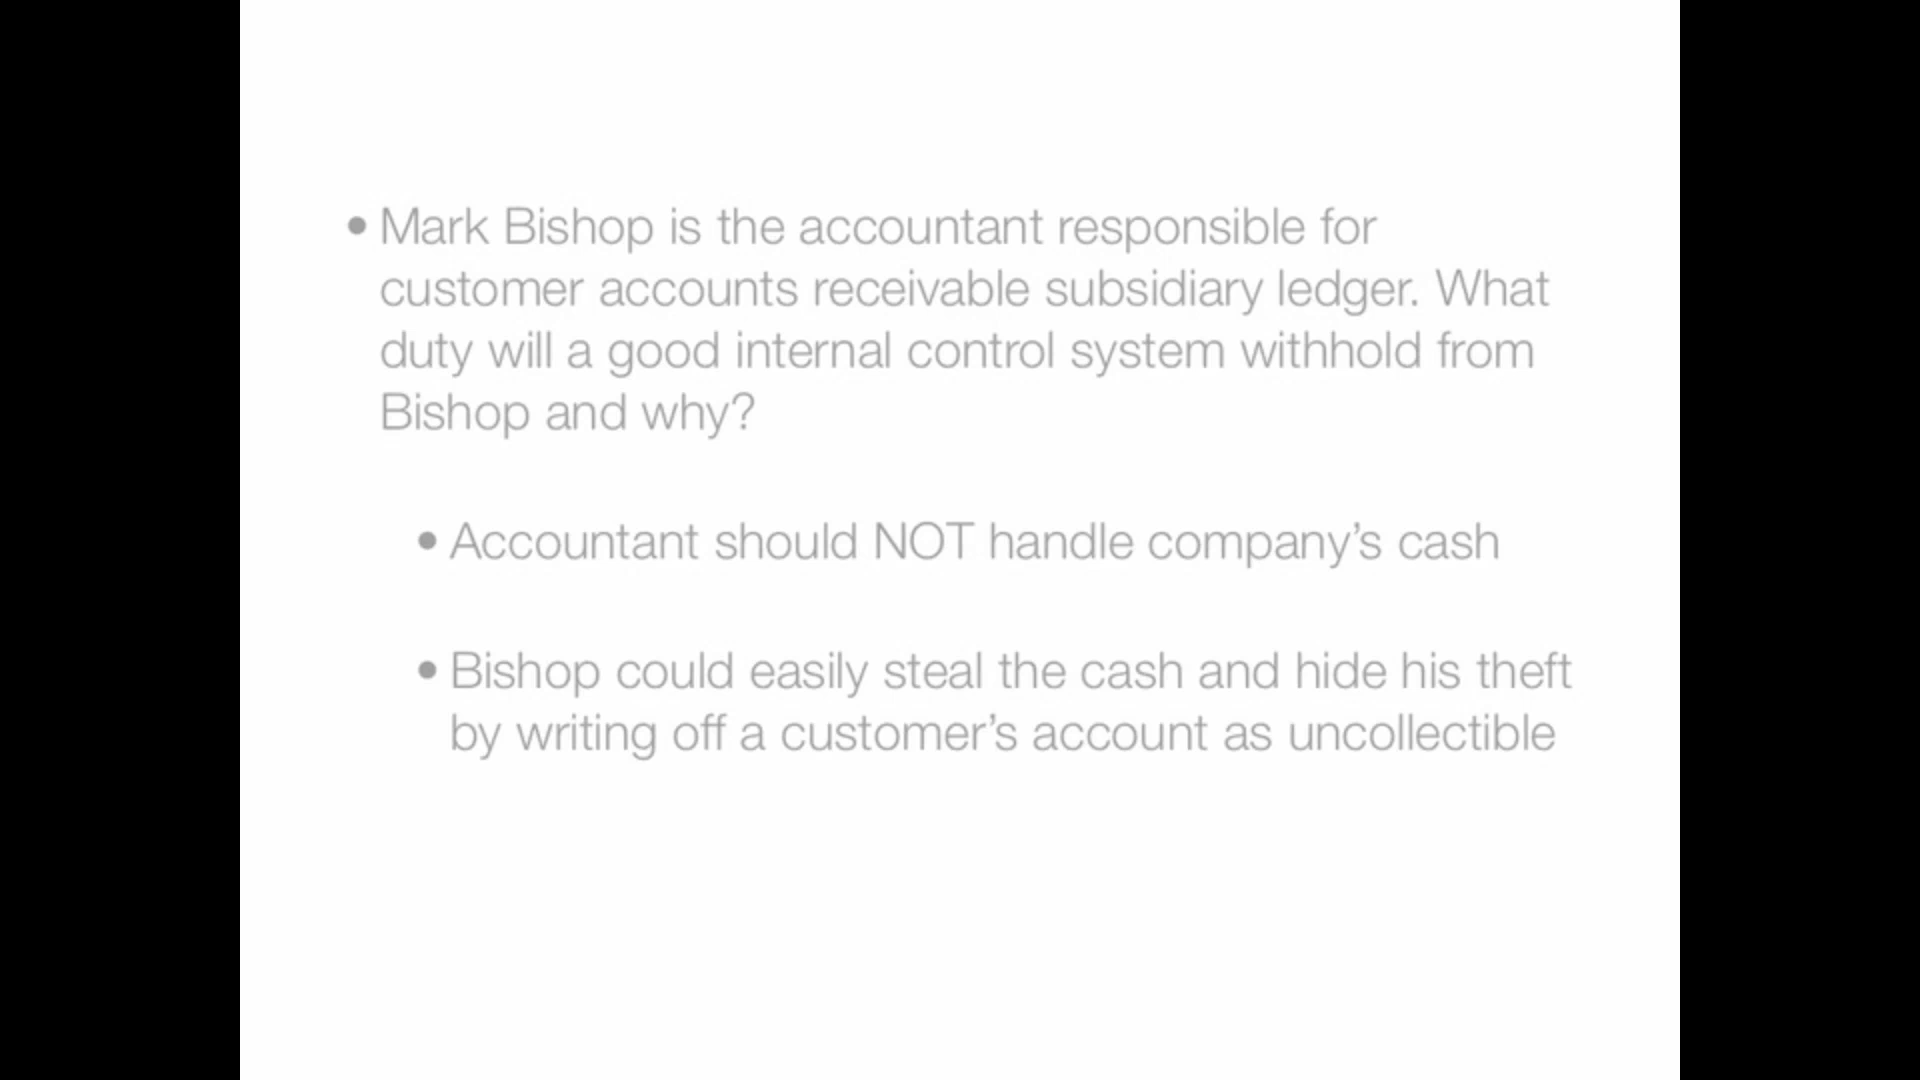 • Mark Bishop is the accountant responsible for
customer accounts receivable subsidiary ledger. What
duty will a good internal control system withhold from
Bishop and why?
• Accountant should NOT handle company’s cash
• Bishop could easily steal the cash and hide his theft
by writing off a customer’s account as uncollectible